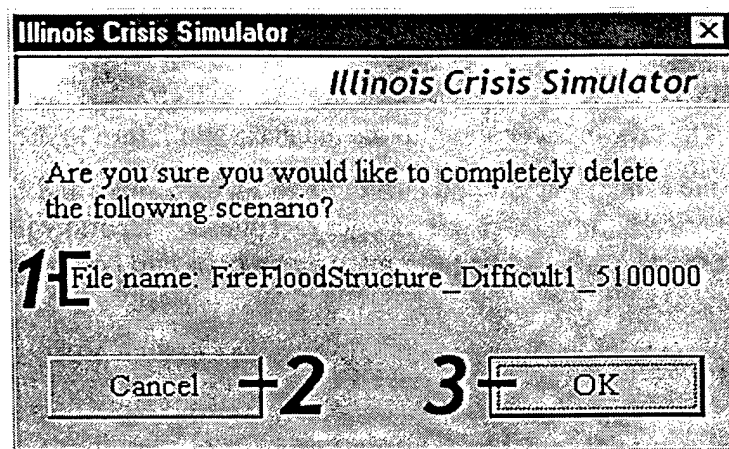 Illinois Crisis Simulator
Illinois Crisis Simulator
Are you sure you would like to completely delete
the following scenario?
1 File name: FireFloodStructure_Difficult1_5100000
Cancel 2 3 OK